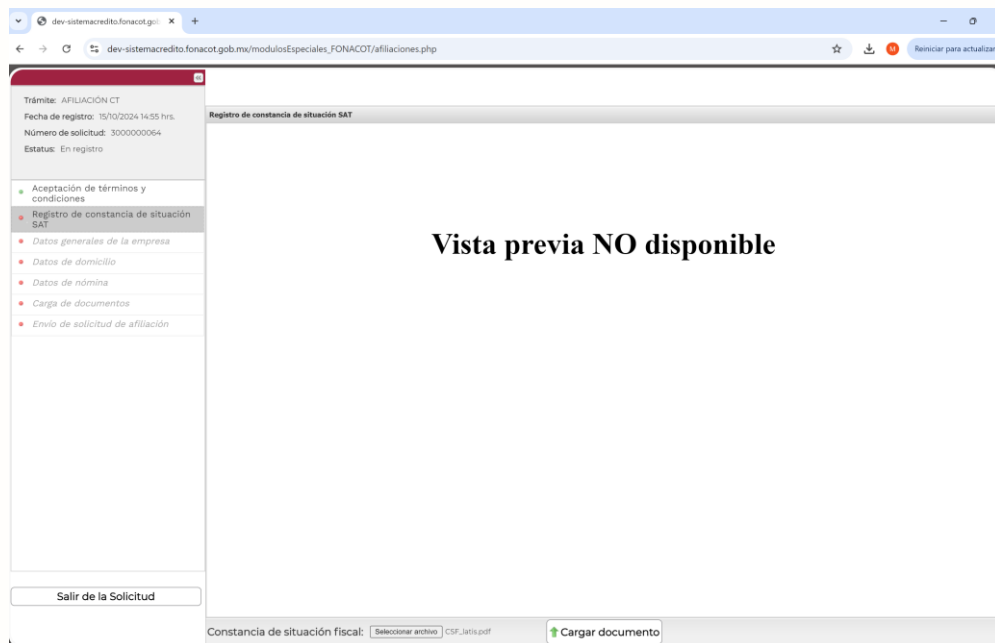 dev-sistemacredito.fonacot.gob
dev-sistemacredito.fonacot.gob.mx/modulosEspeciales_FONACOT/afiliaciones.php
M
Reiniciar para actualizar
Trámite: AFILIACIÓN CT
Fecha de registro: 15/10/2024 14:55 hrs.
Número de solicitud: 3000000064
Estatus: En registro
Aceptación de términos y
condiciones
Registro de constancia de situación
SAT
Datos generales de la empresa
Datos de domicilio
Datos de nómina
Carga de documentos
Envío de solicitud de afiliación
Salir de la Solicitud
Registro de constancia de situación SAT
Vista previa NO disponible
Constancia de situación fiscal: Seleccionar archivo CSF_Jatis.pdf
Cargar documento